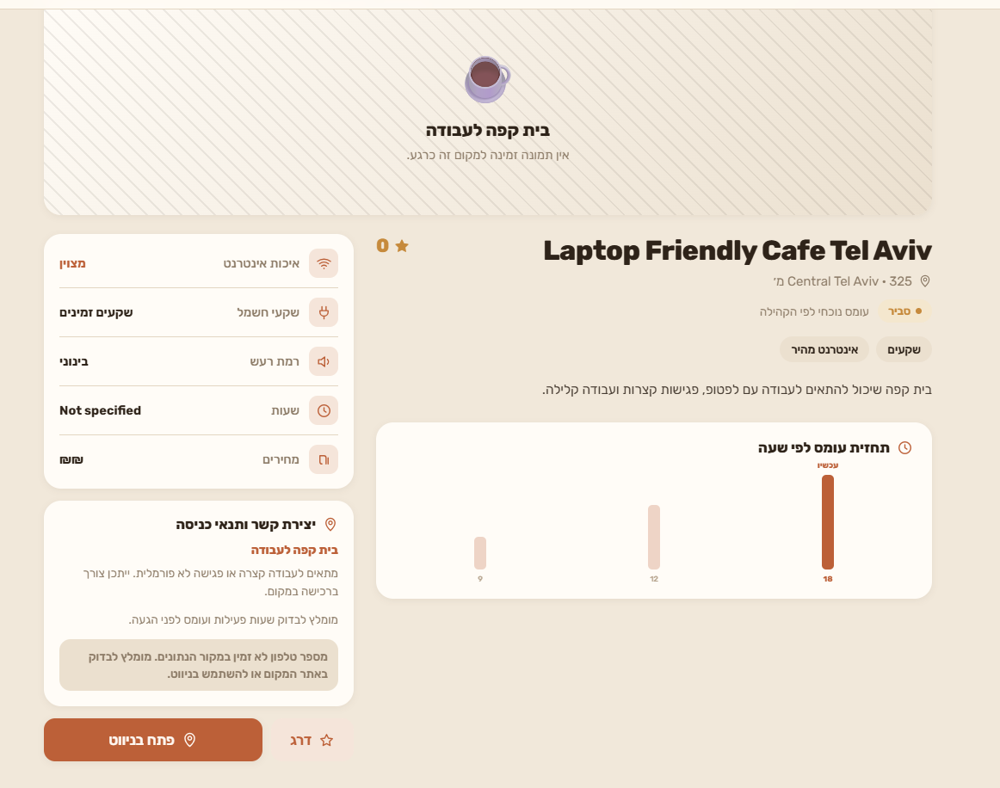 בית קפה לעבודה
אין תמונה זמינה למקום זה כרגע.
Laptop Friendly Cafe Tel Aviv
0
Central Tel Aviv • 325 מ׳
סביר
עומס נוכחי לפי הקהילה
שקעים
אינטרנט מהיר
בית קפה שיכול להתאים לעבודה עם לפטופ, פגישות קצרות ועבודה קלילה.
תחזית עומס לפי שעה
עכשיו
18
12
9
איכות אינטרנט
מצוין
שקעי חשמל
שקעים זמינים
רמת רעש
בינוני
שעות
Not specified
מחירים
₪₪
יצירת קשר ותנאי כניסה
בית קפה לעבודה
מתאים לעבודה קצרה או פגישה לא פורמלית. ייתכן צורך
ברכישה במקום.
מומלץ לבדוק שעות פעילות ועומס לפני הגעה.
מספר טלפון לא זמין במקור הנתונים. מומלץ לבדוק
באתר המקום או להשתמש בניווט.
דרג
פתח בניווט